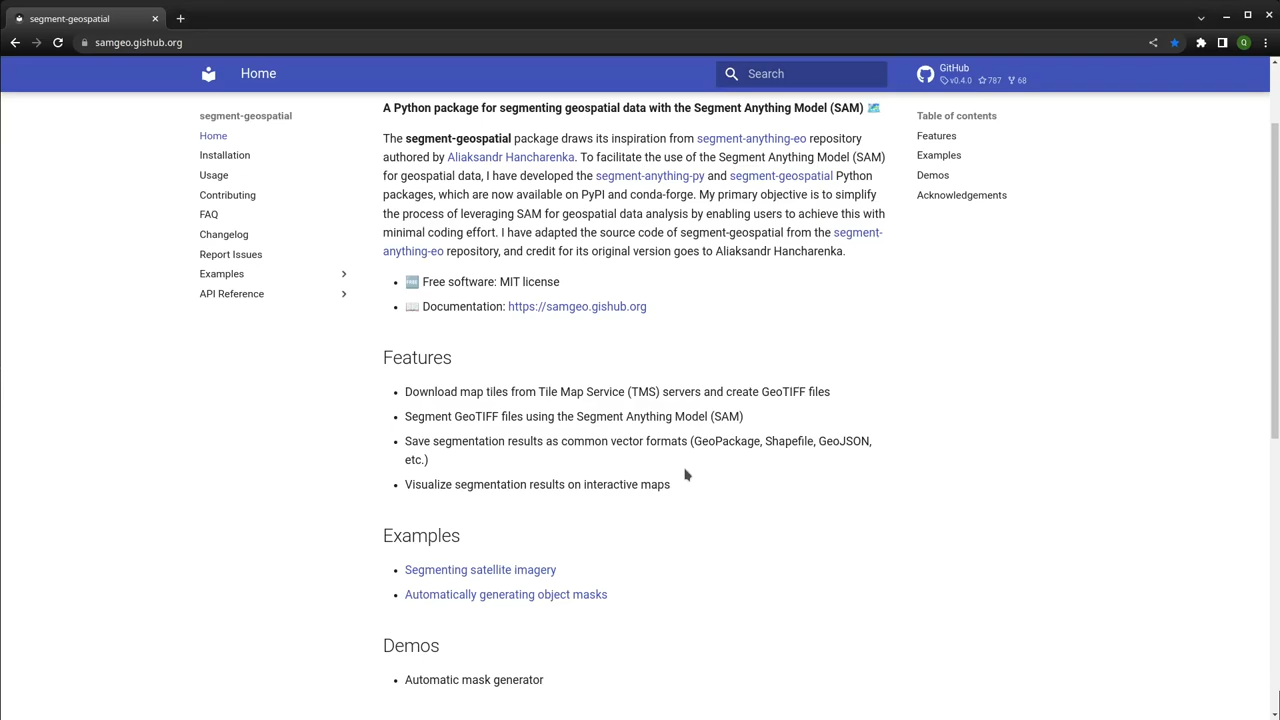 segment-geospatial
samgeo.gishub.org
Q
Home
Search
GitHub
v0.4.0 787 68
segment-geospatial
Home
Installation
Usage
Contributing
FAQ
Changelog
Report Issues
Examples
API Reference
A Python package for segmenting geospatial data with the Segment Anything Model (SAM) 🗺️
The segment-geospatial package draws its inspiration from segment-anything-eo repository
authored by Aliaksandr Hancharenka. To facilitate the use of the Segment Anything Model (SAM)
for geospatial data, I have developed the segment-anything-py and segment-geospatial Python
packages, which are now available on PyPI and conda-forge. My primary objective is to simplify
the process of leveraging SAM for geospatial data analysis by enabling users to achieve this with
minimal coding effort. I have adapted the source code of segment-geospatial from the segment-
anything-eo repository, and credit for its original version goes to Aliaksandr Hancharenka.
• 🆓 Free software: MIT license
• 📖 Documentation: https://samgeo.gishub.org
Features
• Download map tiles from Tile Map Service (TMS) servers and create GeoTIFF files
• Segment GeoTIFF files using the Segment Anything Model (SAM)
• Save segmentation results as common vector formats (GeoPackage, Shapefile, GeoJSON,
etc.)
• Visualize segmentation results on interactive maps
Examples
• Segmenting satellite imagery
• Automatically generating object masks
Demos
• Automatic mask generator
Table of contents
Features
Examples
Demos
Acknowledgements